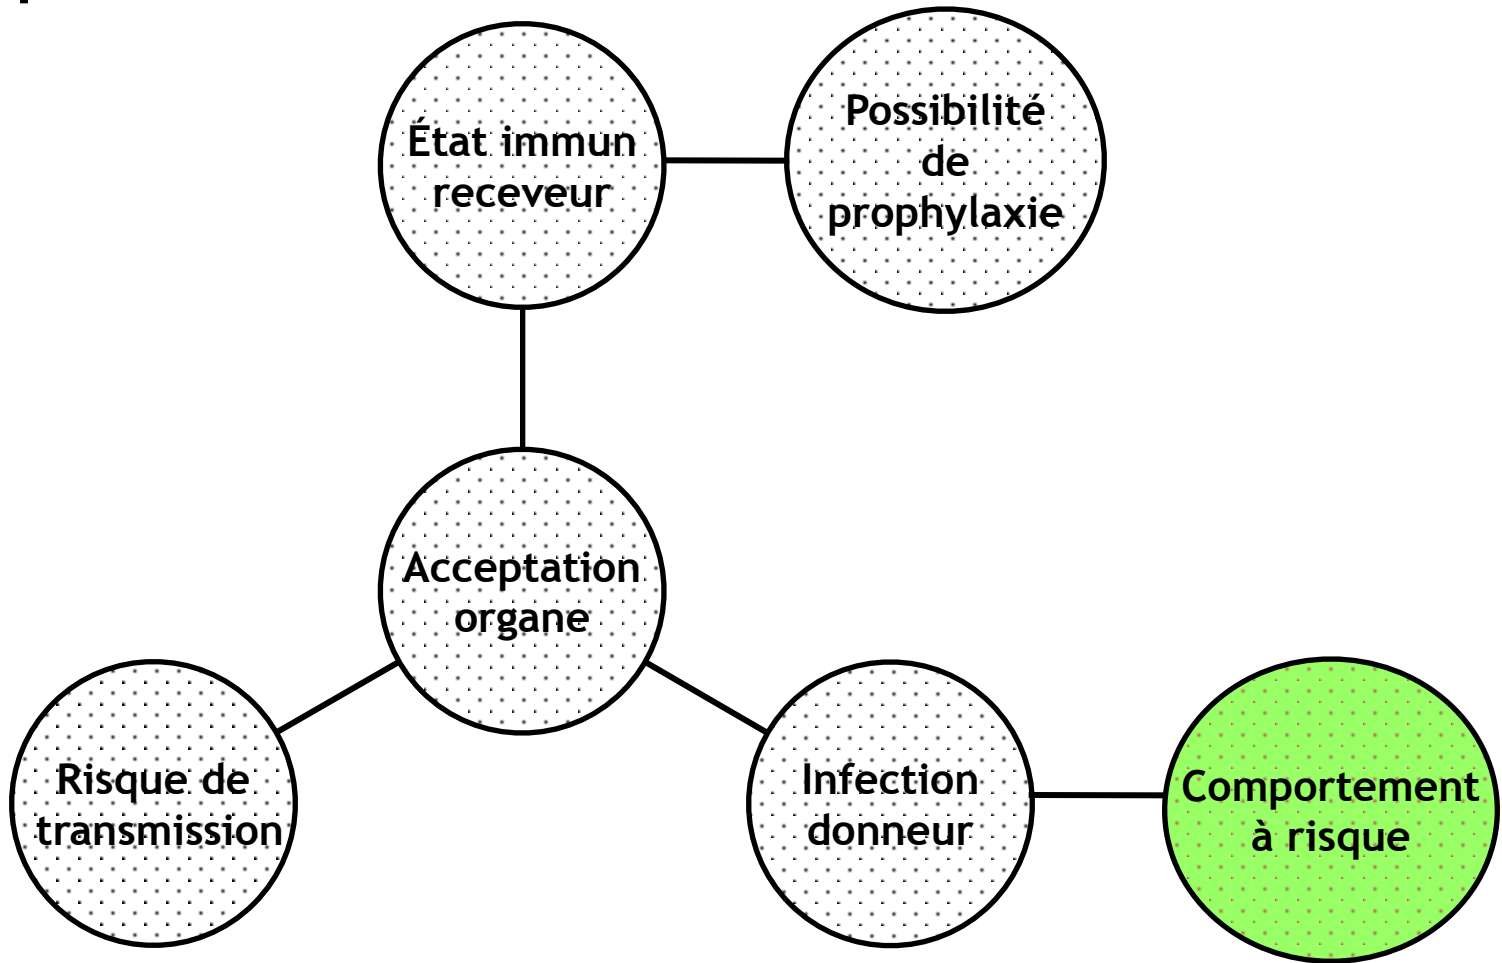 État immun
receveur
Possibilité
de
prophylaxie
Acceptation
organe
Risque de
transmission
Infection
donneur
Comportement
à risque